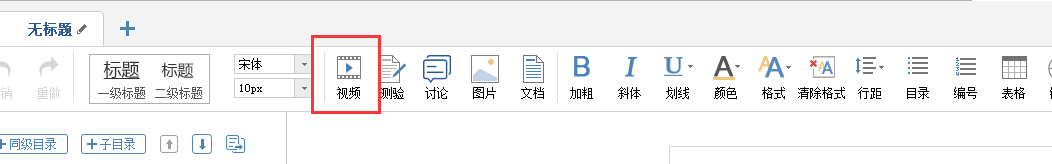 无标题
标题 标题 宋体
一级标题 二级标题 10px
销 重做 视频 测验 讨论 图片 文档 加粗 斜体 划线 颜色 格式 清除格式 行距 目录 编号 表格
同级目录 子目录